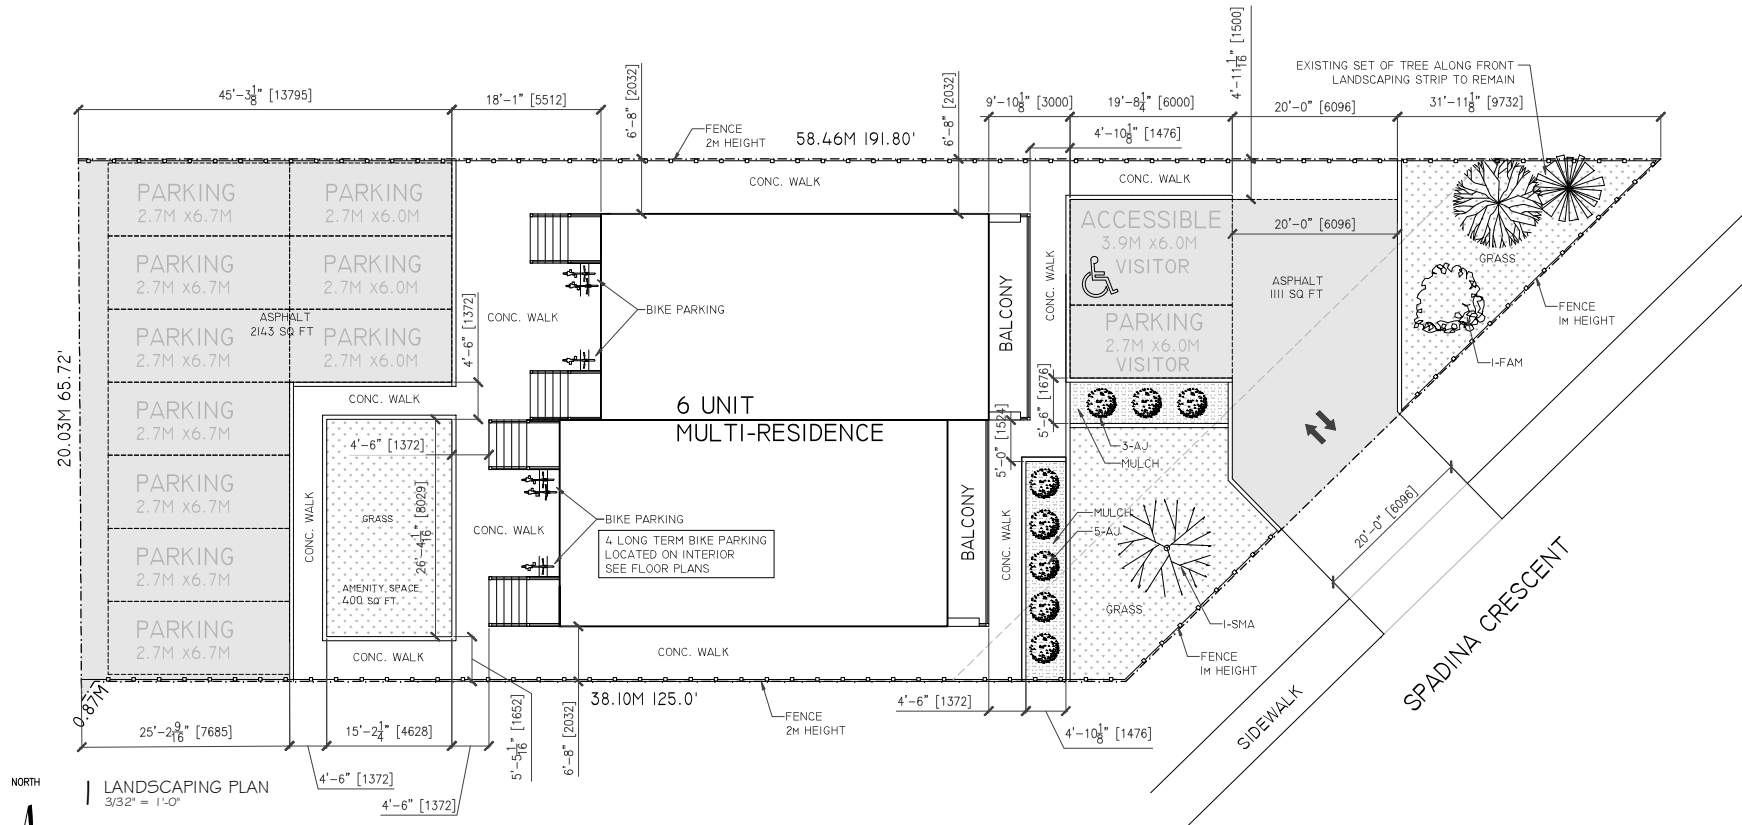 EXISTING SET OF TREE ALONG FRONT
LANDSCAPING STRIP TO REMAIN
4'-11 1/16" [1500]
45'-3 1/8" [13795]
18'-1" [5512]
6'-8" [2032]
6'-8" [2032]
9'-10 1/8" [3000]
19'-8 1/4" [6000]
20'-0" [6096]
31'-11 1/8" [9732]
4'-10 1/8" [1476]
FENCE
2M HEIGHT
58.46M 191.80'
CONC. WALK
CONC. WALK
PARKING
2.7M x6.7M
PARKING
2.7M x6.0M
ACCESSIBLE
3.9M x6.0M
VISITOR
20'-0" [6096]
GRASS
PARKING
2.7M x6.7M
PARKING
2.7M x6.0M
ASPHALT
1111 SQ FT
CONC. WALK
BALCONY
FENCE
1M HEIGHT
BIKE PARKING
CONC. WALK
ASPHALT
2143 SQ FT
4'-6" [1372]
PARKING
2.7M x6.7M
PARKING
2.7M x6.0M
PARKING
2.7M x6.0M
VISITOR
1-FAM
20.03M 65.72'
PARKING
2.7M x6.7M
CONC. WALK
6 UNIT
MULTI-RESIDENCE
5'-6" [1676]
5'-0" [1524]
4'-6" [1372]
3-AJ
MULCH
PARKING
2.7M x6.7M
GRASS
26'-4 1/16" [8029]
CONC. WALK
CONC. WALK
BIKE PARKING
4 LONG TERM BIKE PARKING
LOCATED ON INTERIOR
SEE FLOOR PLANS
BALCONY
CONC. WALK
MULCH
5-AJ
20'-0" [6096]
PARKING
2.7M x6.7M
AMENITY SPACE
400 SQ FT
GRASS
1-SMA
SPADINA CRESCENT
PARKING
2.7M x6.7M
CONC. WALK
CONC. WALK
FENCE
1M HEIGHT
0.87M
38.10M 125.0'
FENCE
2M HEIGHT
4'-6" [1372]
4'-10 1/8" [1476]
SIDEWALK
25'-2 9/16" [7685]
15'-2 1/4" [4628]
5'-5 1/16" [1652]
6'-8" [2032]
4'-6" [1372]
4'-6" [1372]
NORTH
1
LANDSCAPING PLAN
3/32" = 1'-0"